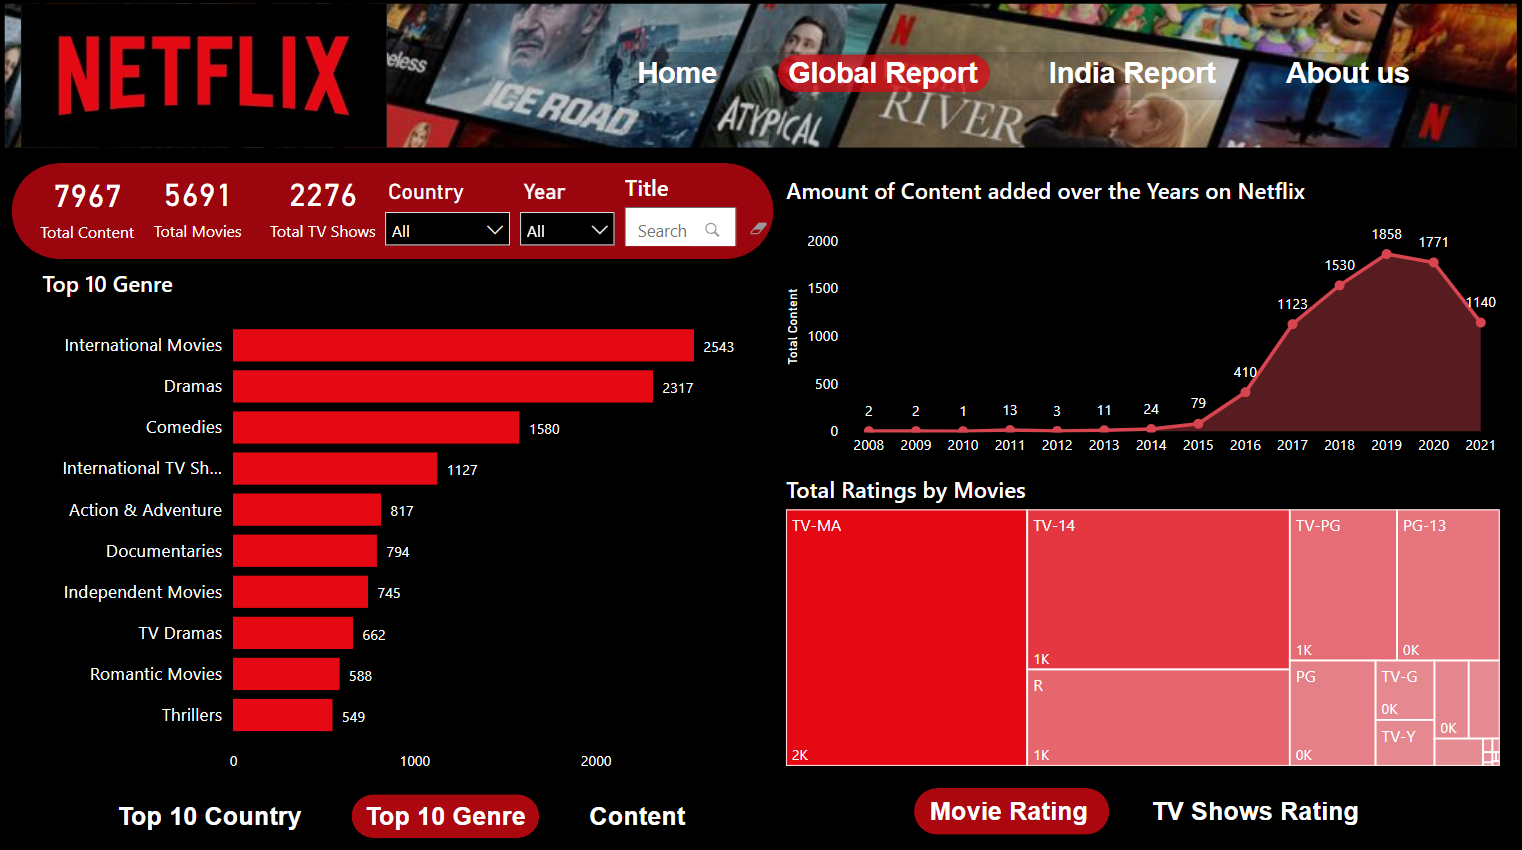 NETFLIX
eless
ICE ROAD
ATYPICAL
N
RIVER
N
Home
Global Report
India Report
About us
7967
Total Content
5691
Total Movies
2276
Total TV Shows
Country
All
Year
All
Title
Search
Top 10 Genre
International Movies 2543
Dramas 2317
Comedies 1580
International TV Sh... 1127
Action & Adventure 817
Documentaries 794
Independent Movies 745
TV Dramas 662
Romantic Movies 588
Thrillers 549
0 1000 2000
Top 10 Country
Top 10 Genre
Content
Amount of Content added over the Years on Netflix
Total Content
2000
1500
1000
500
0
2 2 1 13 3 11 24 79 410 1123 1530 1858 1771 1140
2008 2009 2010 2011 2012 2013 2014 2015 2016 2017 2018 2019 2020 2021
Total Ratings by Movies
TV-MA
2K
TV-14
1K
R
1K
TV-PG
1K
PG-13
0K
PG
0K
TV-G
0K
TV-Y
0K
Movie Rating
TV Shows Rating